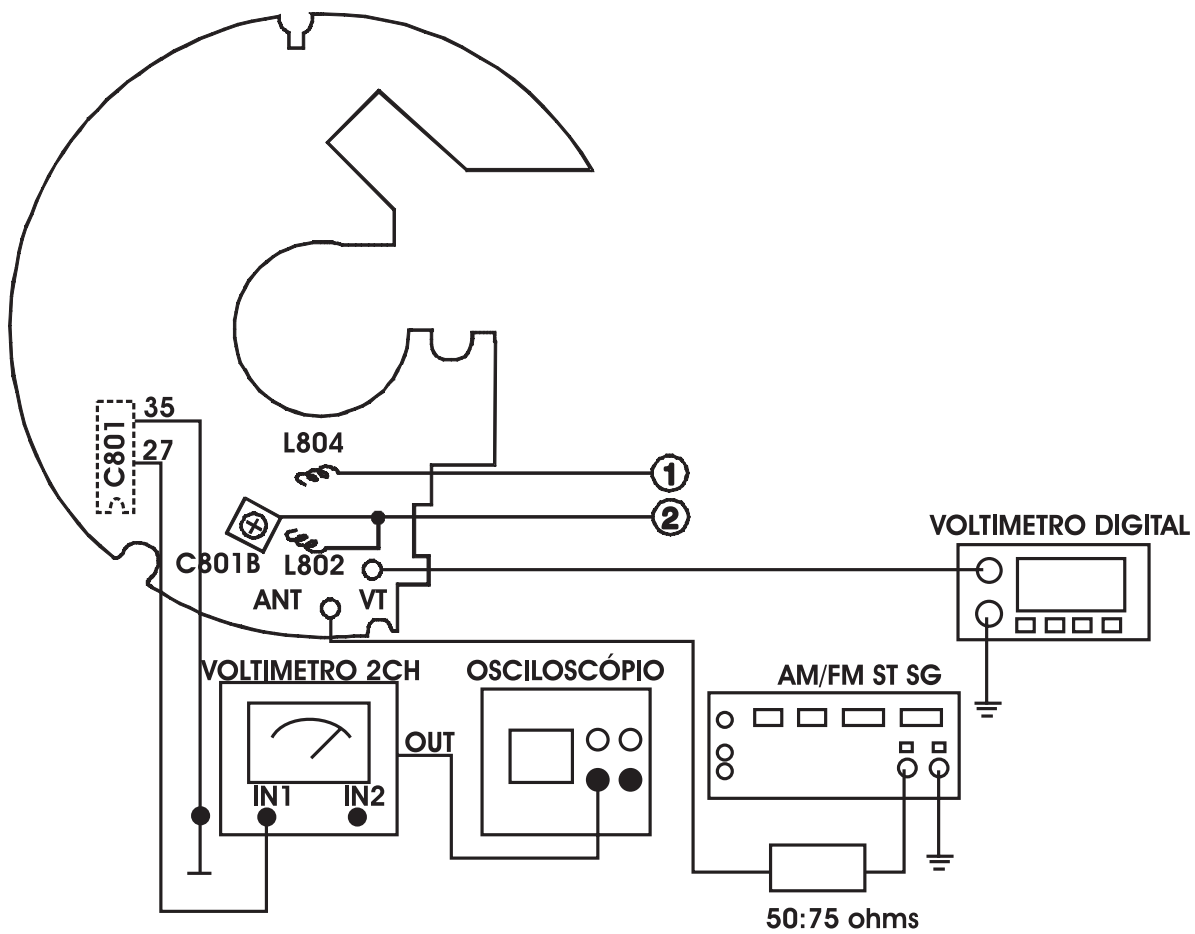 35
27
C801
L804
1
2
C801B
L802
VOLTIMETRO DIGITAL
ANT
VT
VOLTIMETRO 2CH
OSCILOSCÓPIO
AM/FM ST SG
OUT
IN1
IN2
50:75 ohms